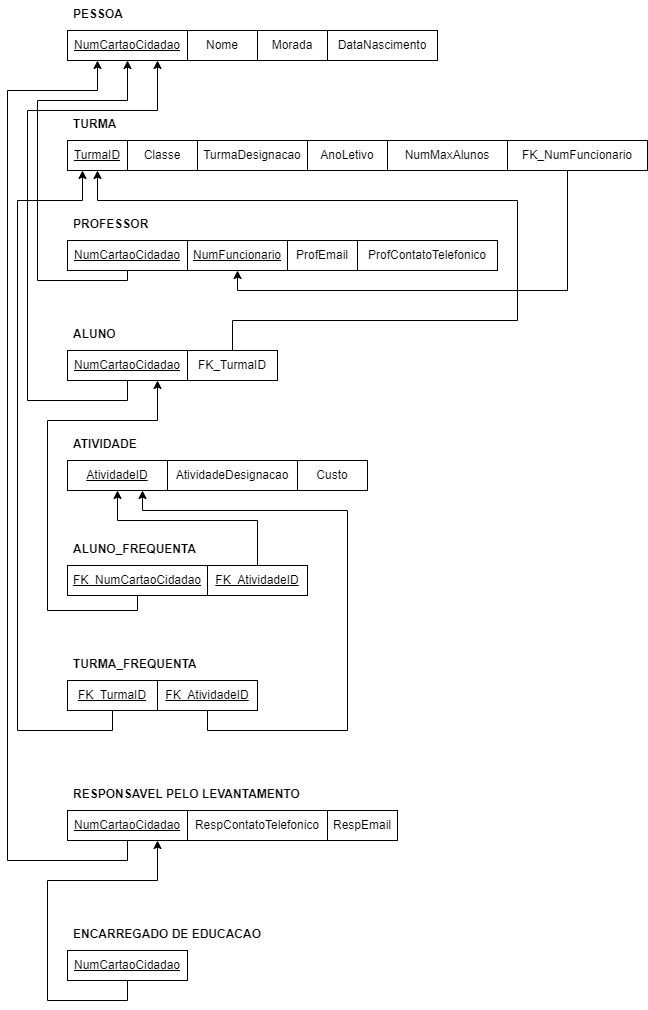 PESSOA
NumCartaoCidadao Nome Morada DataNascimento
TURMA
TurmaID Classe TurmaDesignacao AnoLetivo NumMaxAlunos FK_NumFuncionario
PROFESSOR
NumCartaoCidadao NumFuncionario ProfEmail ProfContatoTelefonico
ALUNO
NumCartaoCidadao FK_TurmaID
ATIVIDADE
AtividadeID AtividadeDesignacao Custo
ALUNO_FREQUENTA
FK_NumCartaoCidadao FK_AtividadeID
TURMA_FREQUENTA
FK_TurmaID FK_AtividadeID
RESPONSAVEL PELO LEVANTAMENTO
NumCartaoCidadao RespContatoTelefonico RespEmail
ENCARREGADO DE EDUCACAO
NumCartaoCidadao